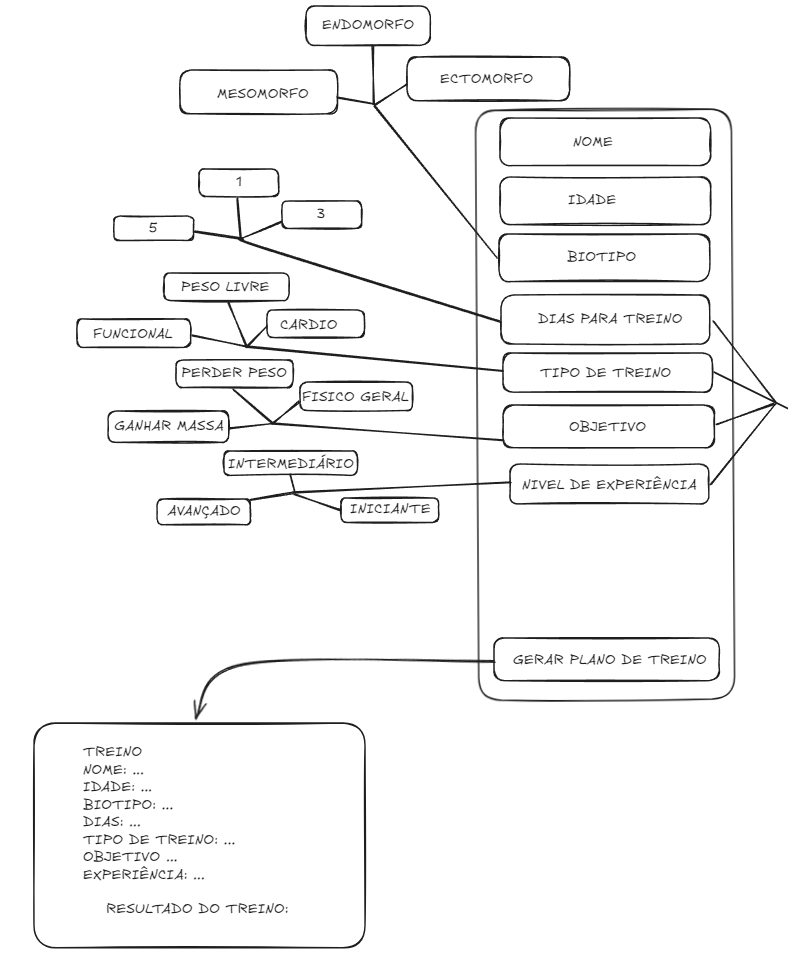 ENDOMORFO
MESOMORFO
ECTOMORFO
NOME
IDADE
BIOTIPO
1
3
5
DIAS PARA TREINO
PESO LIVRE
CARDIO
FUNCIONAL
TIPO DE TREINO
PERDER PESO
FISICO GERAL
GANHAR MASSA
OBJETIVO
INTERMEDIÁRIO
AVANÇADO
INICIANTE
NIVEL DE EXPERIÊNCIA
GERAR PLANO DE TREINO
TREINO
NOME: ...
IDADE: ...
BIOTIPO: ...
DIAS: ...
TIPO DE TREINO: ...
OBJETIVO ...
EXPERIÊNCIA: ...
RESULTADO DO TREINO: